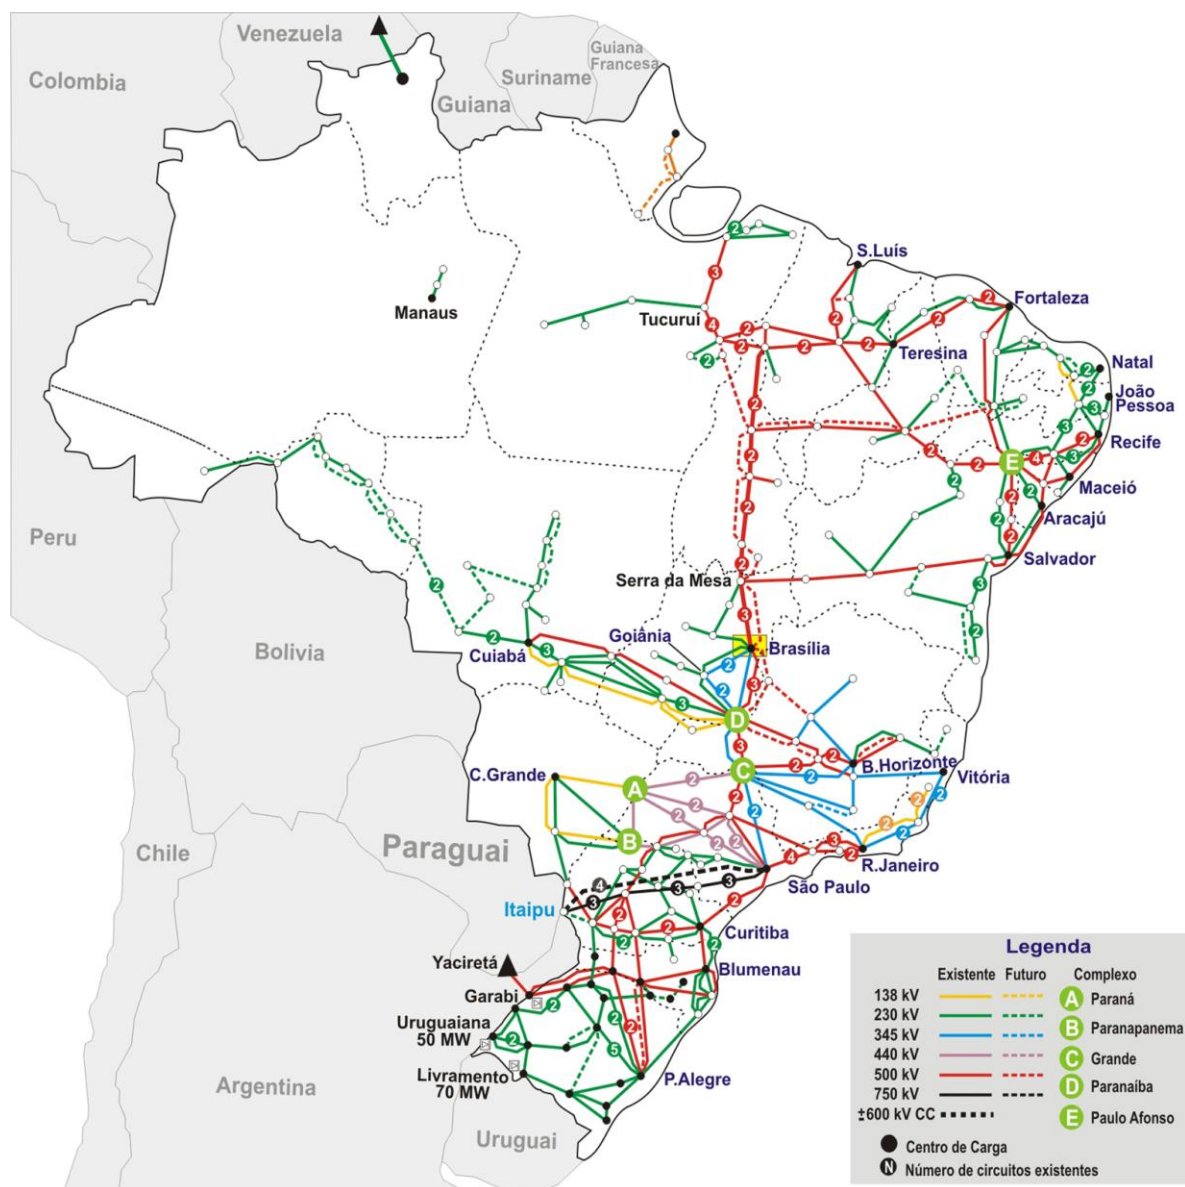 Venezuela
Guiana
Francesa
Colombia
Suriname
Guiana
S.Luís
Manaus
Tucuruí
Fortaleza
Teresina
Natal
João
Pessoa
Recife
Maceió
Aracajú
Salvador
Peru
Serra da Mesa
Bolivia
Cuiabá
Goiânia
Brasília
C.Grande
B.Horizonte
Vitória
Chile
Paraguai
R.Janeiro
São Paulo
Itaipu
Curitiba
Yaciretá
Blumenau
Garabi
Uruguaiana
50 MW
Livramento
70 MW
P.Alegre
Argentina
Uruguai
A
B
C
D
E
2
3
4
5
Legenda
Existente Futuro Complexo
138 kV A Paraná
230 kV B Paranapanema
345 kV C Grande
440 kV D Paranaíba
500 kV E Paulo Afonso
750 kV
±600 kV CC
Centro de Carga
N Número de circuitos existentes